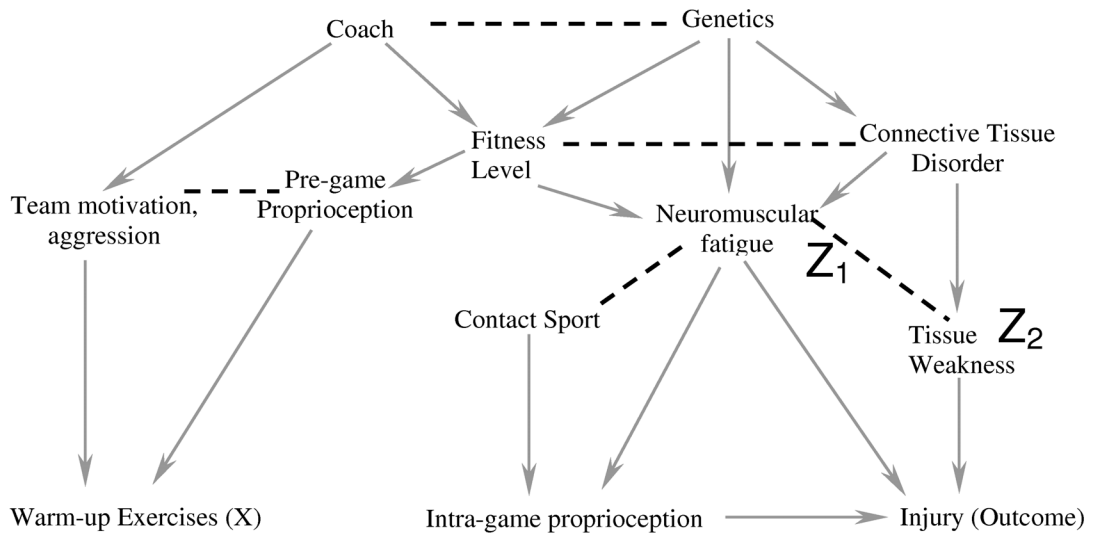 Coach
Genetics
Fitness
Level
Connective Tissue
Disorder
Pre-game
Proprioception
Team motivation,
aggression
Neuromuscular
fatigue
Z1
Contact Sport
Tissue
Weakness
Z2
Warm-up Exercises (X)
Intra-game proprioception
Injury (Outcome)